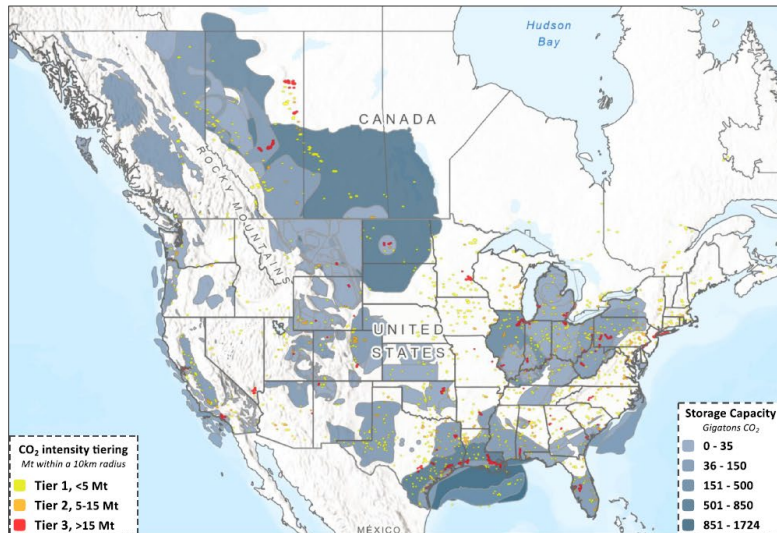 Hudson
Bay
CANADA
ROCKY MOUNTAINS
UNITED
STATES
MÉXICO
CO₂ intensity tiering
Mt within a 10km radius
Tier 1, <5 Mt
Tier 2, 5-15 Mt
Tier 3, >15 Mt
Storage Capacity
Gigatons CO₂
0 - 35
36 - 150
151 - 500
501 - 850
851 - 1724